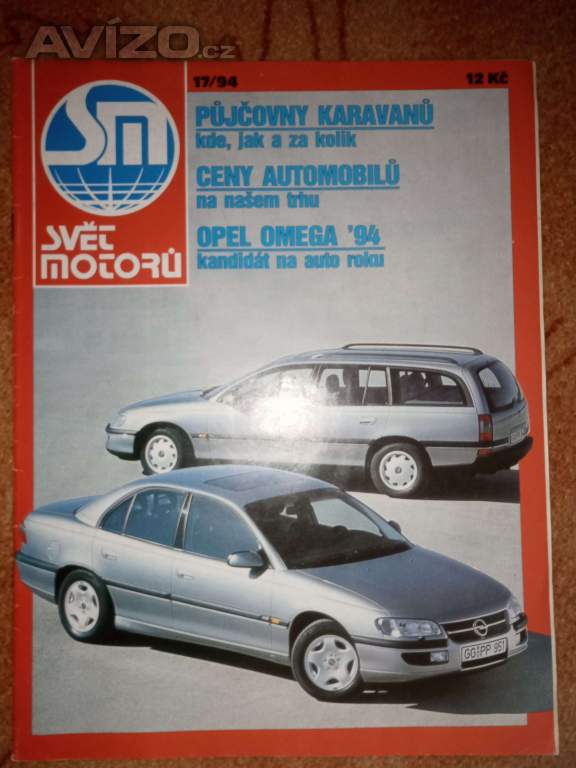 AVÍZO.cz
17/94
12 Kč
SM
SVĚT
MOTORŮ
PŮJČOVNY KARAVANŮ
kde, jak a za kolik
CENY AUTOMOBILŮ
na našem trhu
OPEL OMEGA '94
kandidát na auto roku
GG PP 951